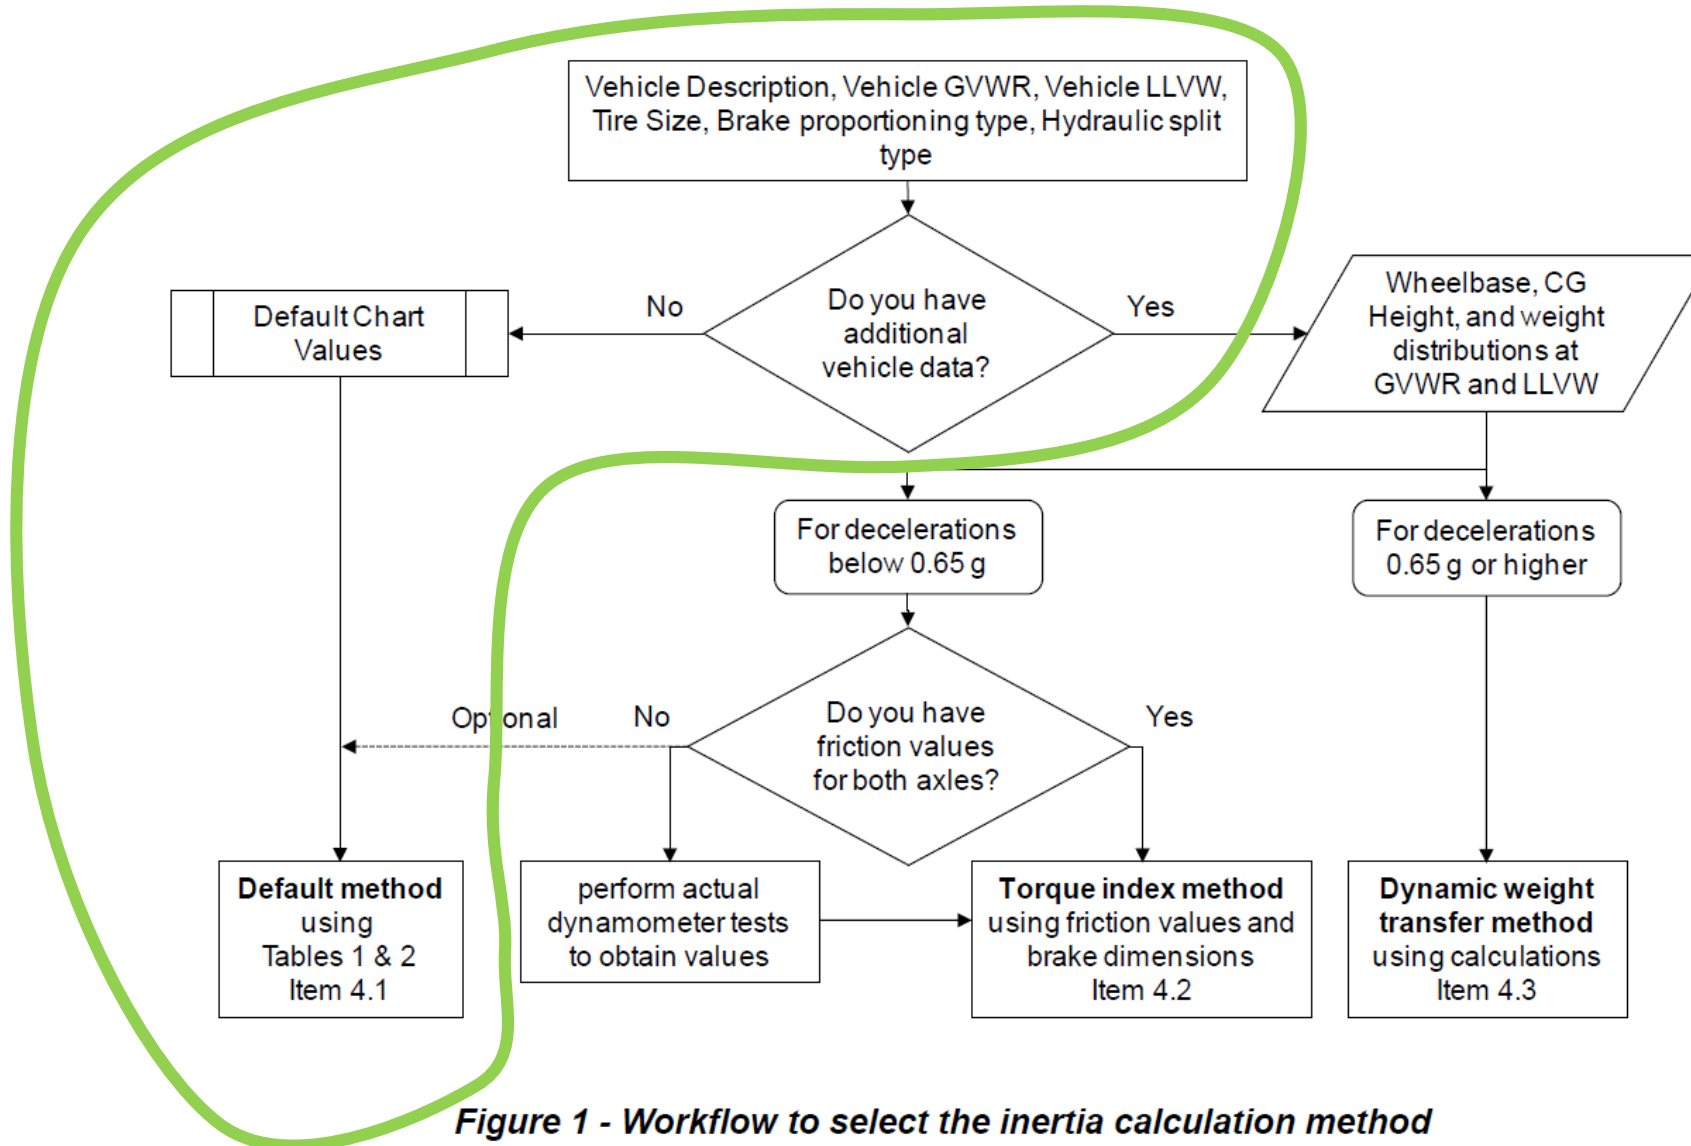 Vehicle Description, Vehicle GVWR, Vehicle LLVW,
Tire Size, Brake proportioning type, Hydraulic split
type
Default Chart
Values
No
Do you have
additional
vehicle data?
Yes
Wheelbase, CG
Height, and weight
distributions at
GVWR and LLVW
For decelerations
below 0.65 g
For decelerations
0.65 g or higher
Optional
No
Do you have
friction values
for both axles?
Yes
Default method
using
Tables 1 & 2
Item 4.1
perform actual
dynamometer tests
to obtain values
Torque index method
using friction values and
brake dimensions
Item 4.2
Dynamic weight
transfer method
using calculations
Item 4.3
Figure 1 - Workflow to select the inertia calculation method